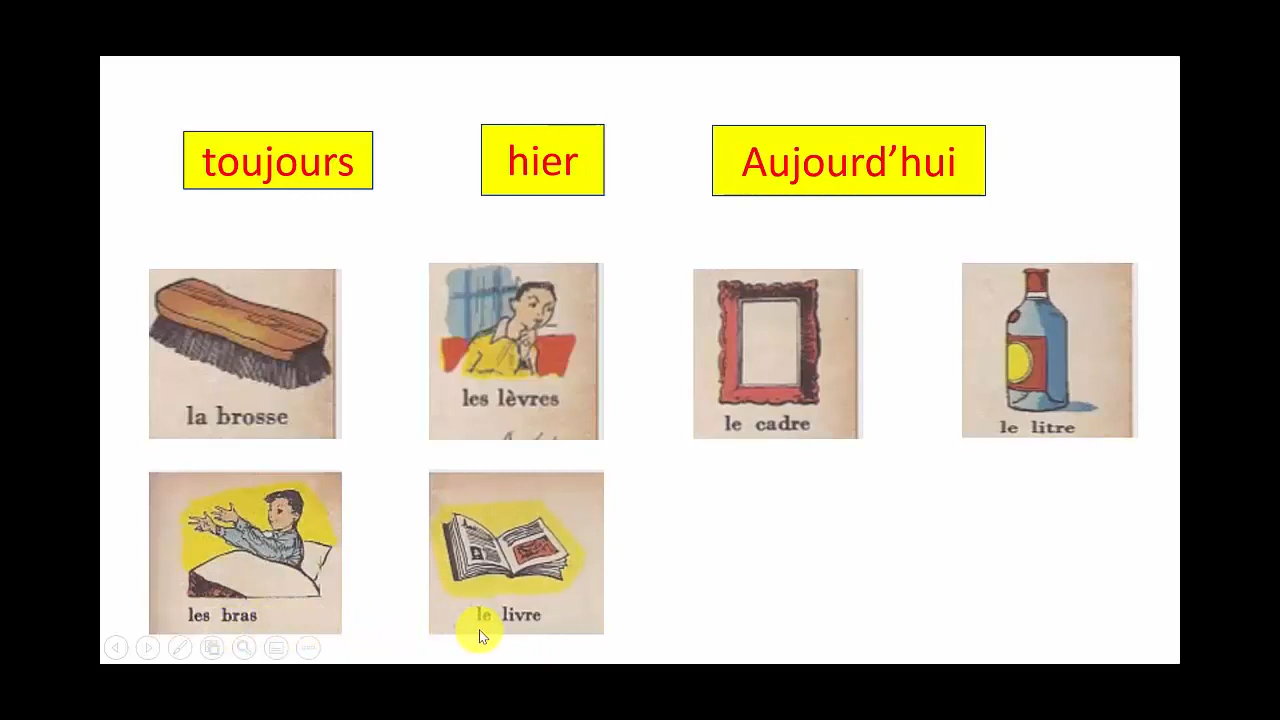 toujours
hier
Aujourd’hui
la brosse
les lèvres
le cadre
le litre
les bras
le livre